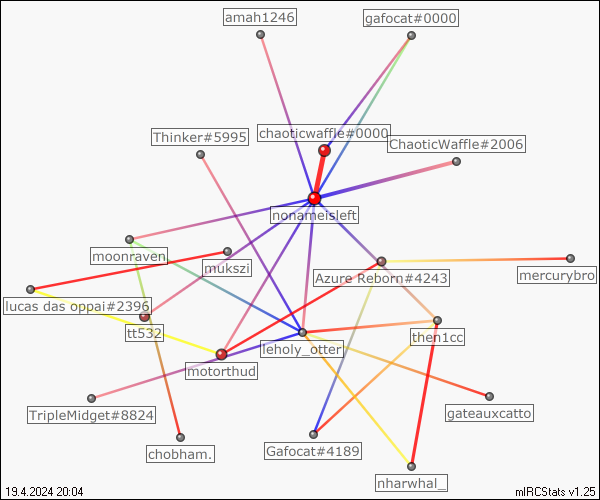 amah1246
gafocat#0000
chaoticwaffle#0000
Thinker#5995
ChaoticWaffle#2006
nonameisleft
moonraven
mukszi
Azure Reborn#4243
mercurybro
lucas das oppai#2396
tt532
then1cc
leholy_otter
motorthud
TripleMidget#8824
gateauxcatto
chobham.
Gafocat#4189
nharwhal_
19.4.2024 20:04
mIRCStats v1.25